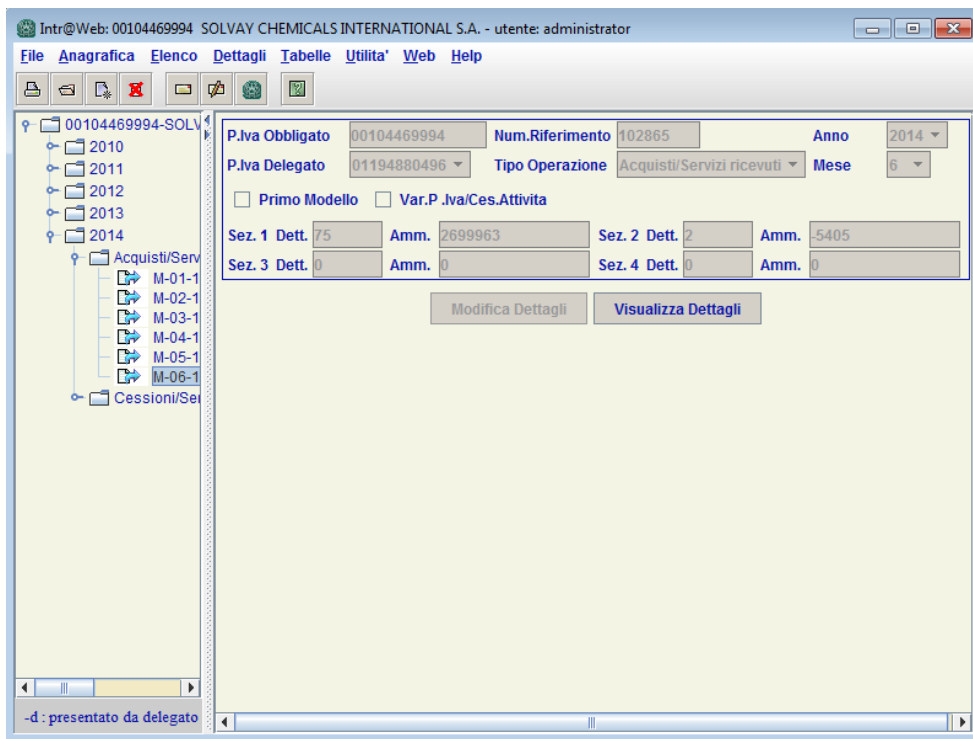 Intr@Web: 00104469994 SOLVAY CHEMICALS INTERNATIONAL S.A. - utente: administrator
File Anagrafica Elenco Dettagli Tabelle Utilita' Web Help
00104469994-SOLV
2010
2011
2012
2013
2014
Acquisti/Serv
M-01-1
M-02-1
M-03-1
M-04-1
M-05-1
M-06-1
Cessioni/Ser
-d : presentato da delegato
P.Iva Obbligato 00104469994 Num.Riferimento 102865 Anno 2014
P.Iva Delegato 01194880496 Tipo Operazione Acquisti/Servizi ricevuti Mese 6
Primo Modello Var.P .Iva/Ces.Attivita
Sez. 1 Dett. 75 Amm. 2699963 Sez. 2 Dett. 2 Amm. -5405
Sez. 3 Dett. 0 Amm. 0 Sez. 4 Dett. 0 Amm. 0
Modifica Dettagli Visualizza Dettagli